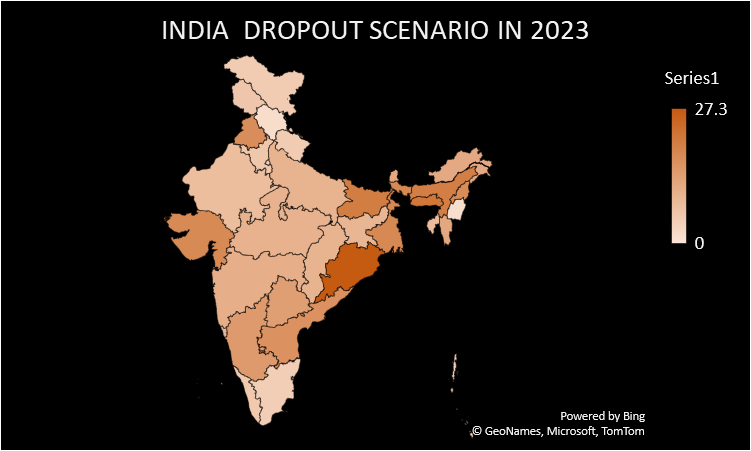 INDIA  DROPOUT SCENARIO IN 2023
Series1
27.3
0
Powered by Bing
© GeoNames, Microsoft, TomTom